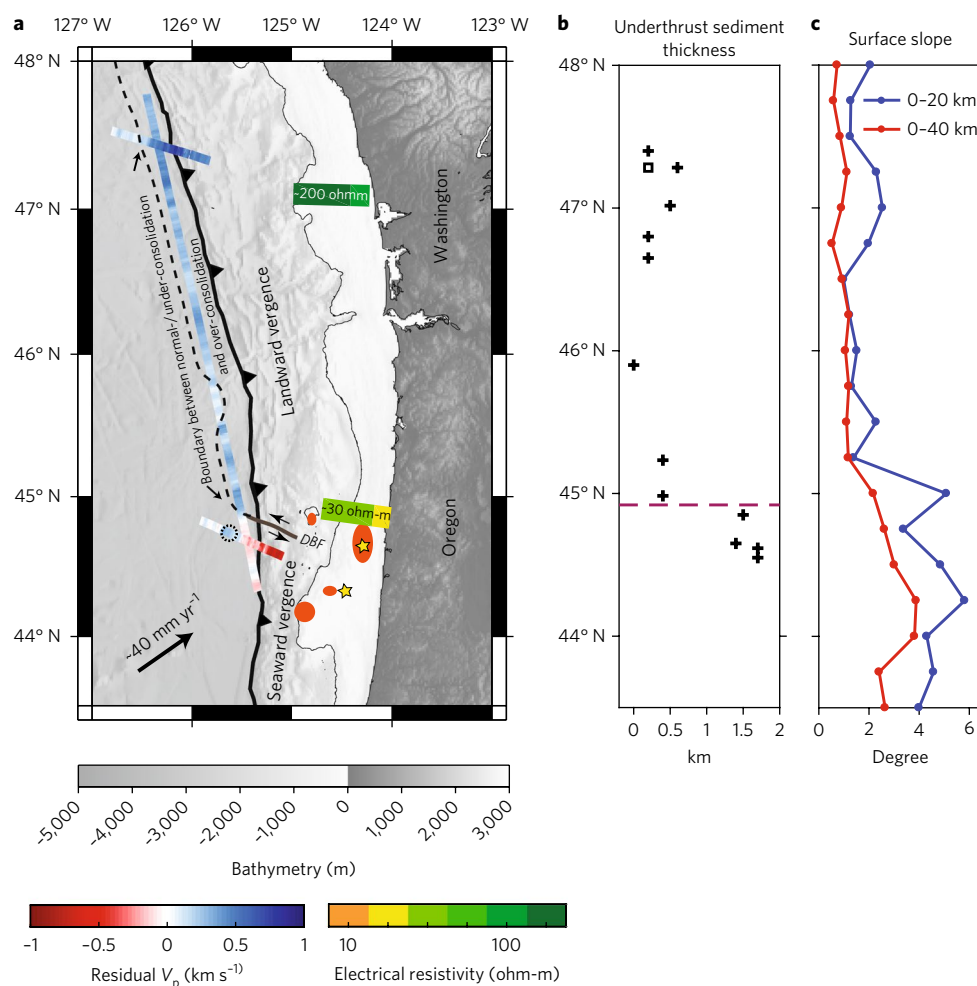 a
127° W 126° W 125° W 124° W 123° W
48° N
47° N
46° N
45° N
44° N
~200 ohmm
Washington
Boundary between normal-/under-consolidation
and over-consolidation
Landward vergence
~30 ohm-m
DBF
Oregon
Seaward vergence
~40 mm yr⁻¹
-5,000 -4,000 -3,000 -2,000 -1,000 0 1,000 2,000 3,000
Bathymetry (m)
-1 -0.5 0 0.5 1
Residual Vp (km s⁻¹)
10 100
Electrical resistivity (ohm-m)
b
Underthrust sediment
thickness
48° N
47° N
46° N
45° N
44° N
0 0.5 1 1.5 2
km
c
Surface slope
0–20 km
0–40 km
0 2 4 6
Degree